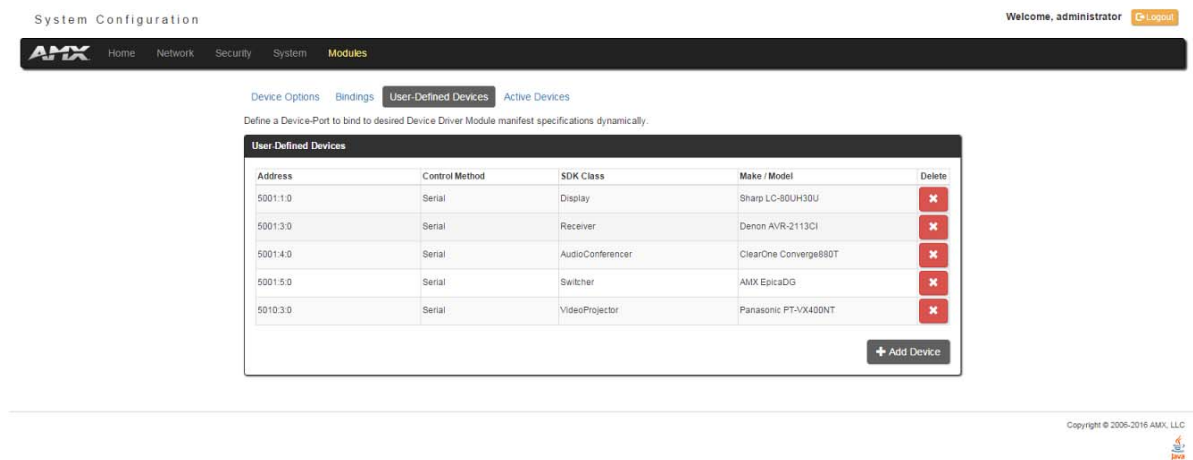 System Configuration
Welcome, administrator Logout
AMX Home Network Security System Modules
Device Options Bindings User-Defined Devices Active Devices
Define a Device-Port to bind to desired Device Driver Module manifest specifications dynamically.
User-Defined Devices
Address Control Method SDK Class Make / Model Delete
5001:1:0 Serial Display Sharp LC-80UH30U
5001:3:0 Serial Receiver Denon AVR-2113CI
5001:4:0 Serial AudioConferencer ClearOne Converge880T
5001:5:0 Serial Switcher AMX EpicaDG
5010:3:0 Serial VideoProjector Panasonic PT-VX400NT
Add Device
Copyright © 2006-2016 AMX, LLC
Java